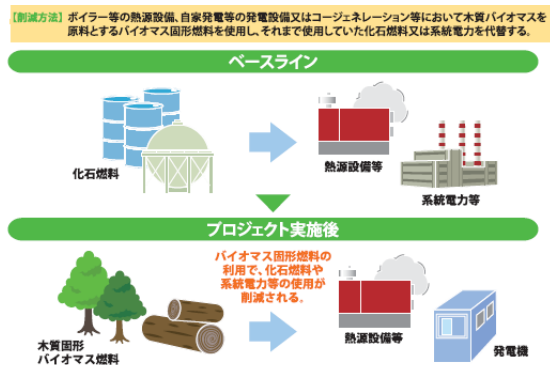 【削減方法】ボイラー等の熱源設備、自家発電等の発電設備又はコージェネレーション等において木質バイオマスを
原料とするバイオマス固形燃料を使用し、それまで使用していた化石燃料又は系統電力を代替する。
ベースライン
化石燃料
熱源設備等
系統電力等
プロジェクト実施後
バイオマス固形燃料の
利用で、化石燃料や
系統電力等の使用が
削減される。
木質固形
バイオマス燃料
熱源設備等
発電機